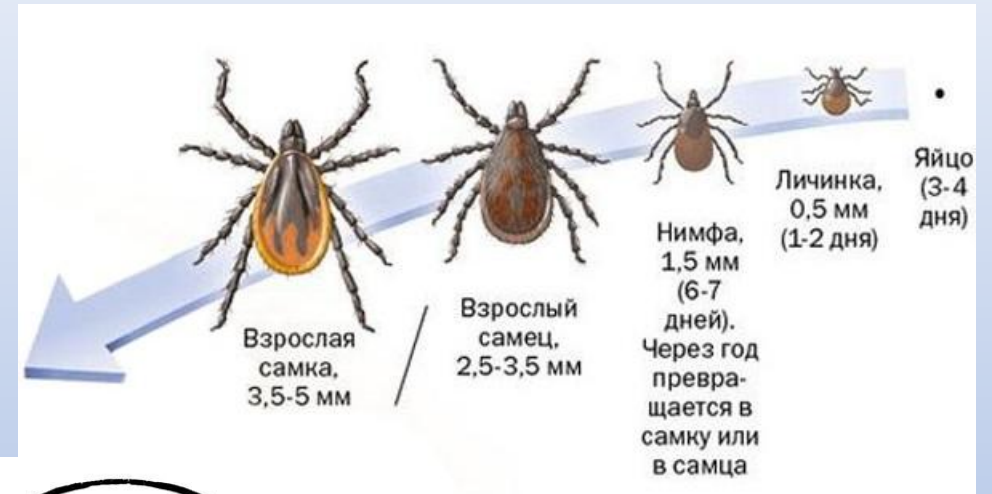 Взрослая
самка,
3,5-5 мм
Взрослый
самец,
2,5-3,5 мм
Нимфа,
1,5 мм
(6-7
дней).
Через год
превра-
щается в
самку или
в самца
Личинка,
0,5 мм
(1-2 дня)
Яйцо
(3-4
дня)